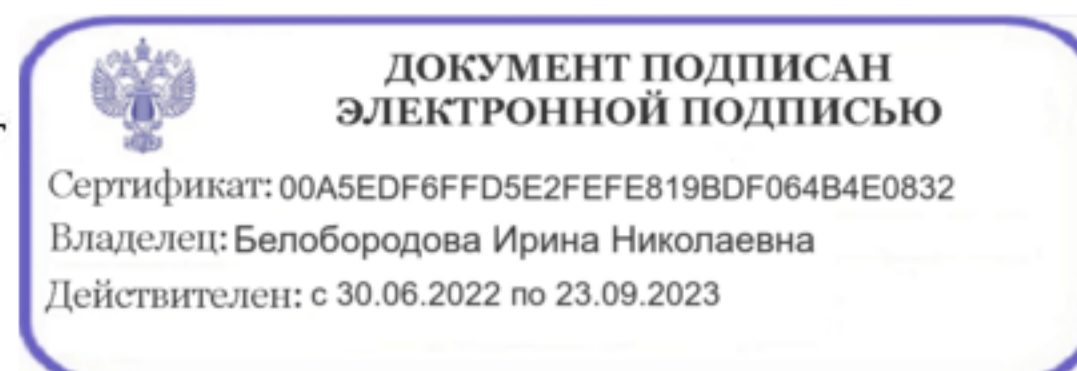 ДОКУМЕНТ ПОДПИСАН
ЭЛЕКТРОННОЙ ПОДПИСЬЮ
Сертификат: 00A5EDF6FFD5E2FEFE819BDF064B4E0832
Владелец: Белобородова Ирина Николаевна
Действителен: с 30.06.2022 по 23.09.2023